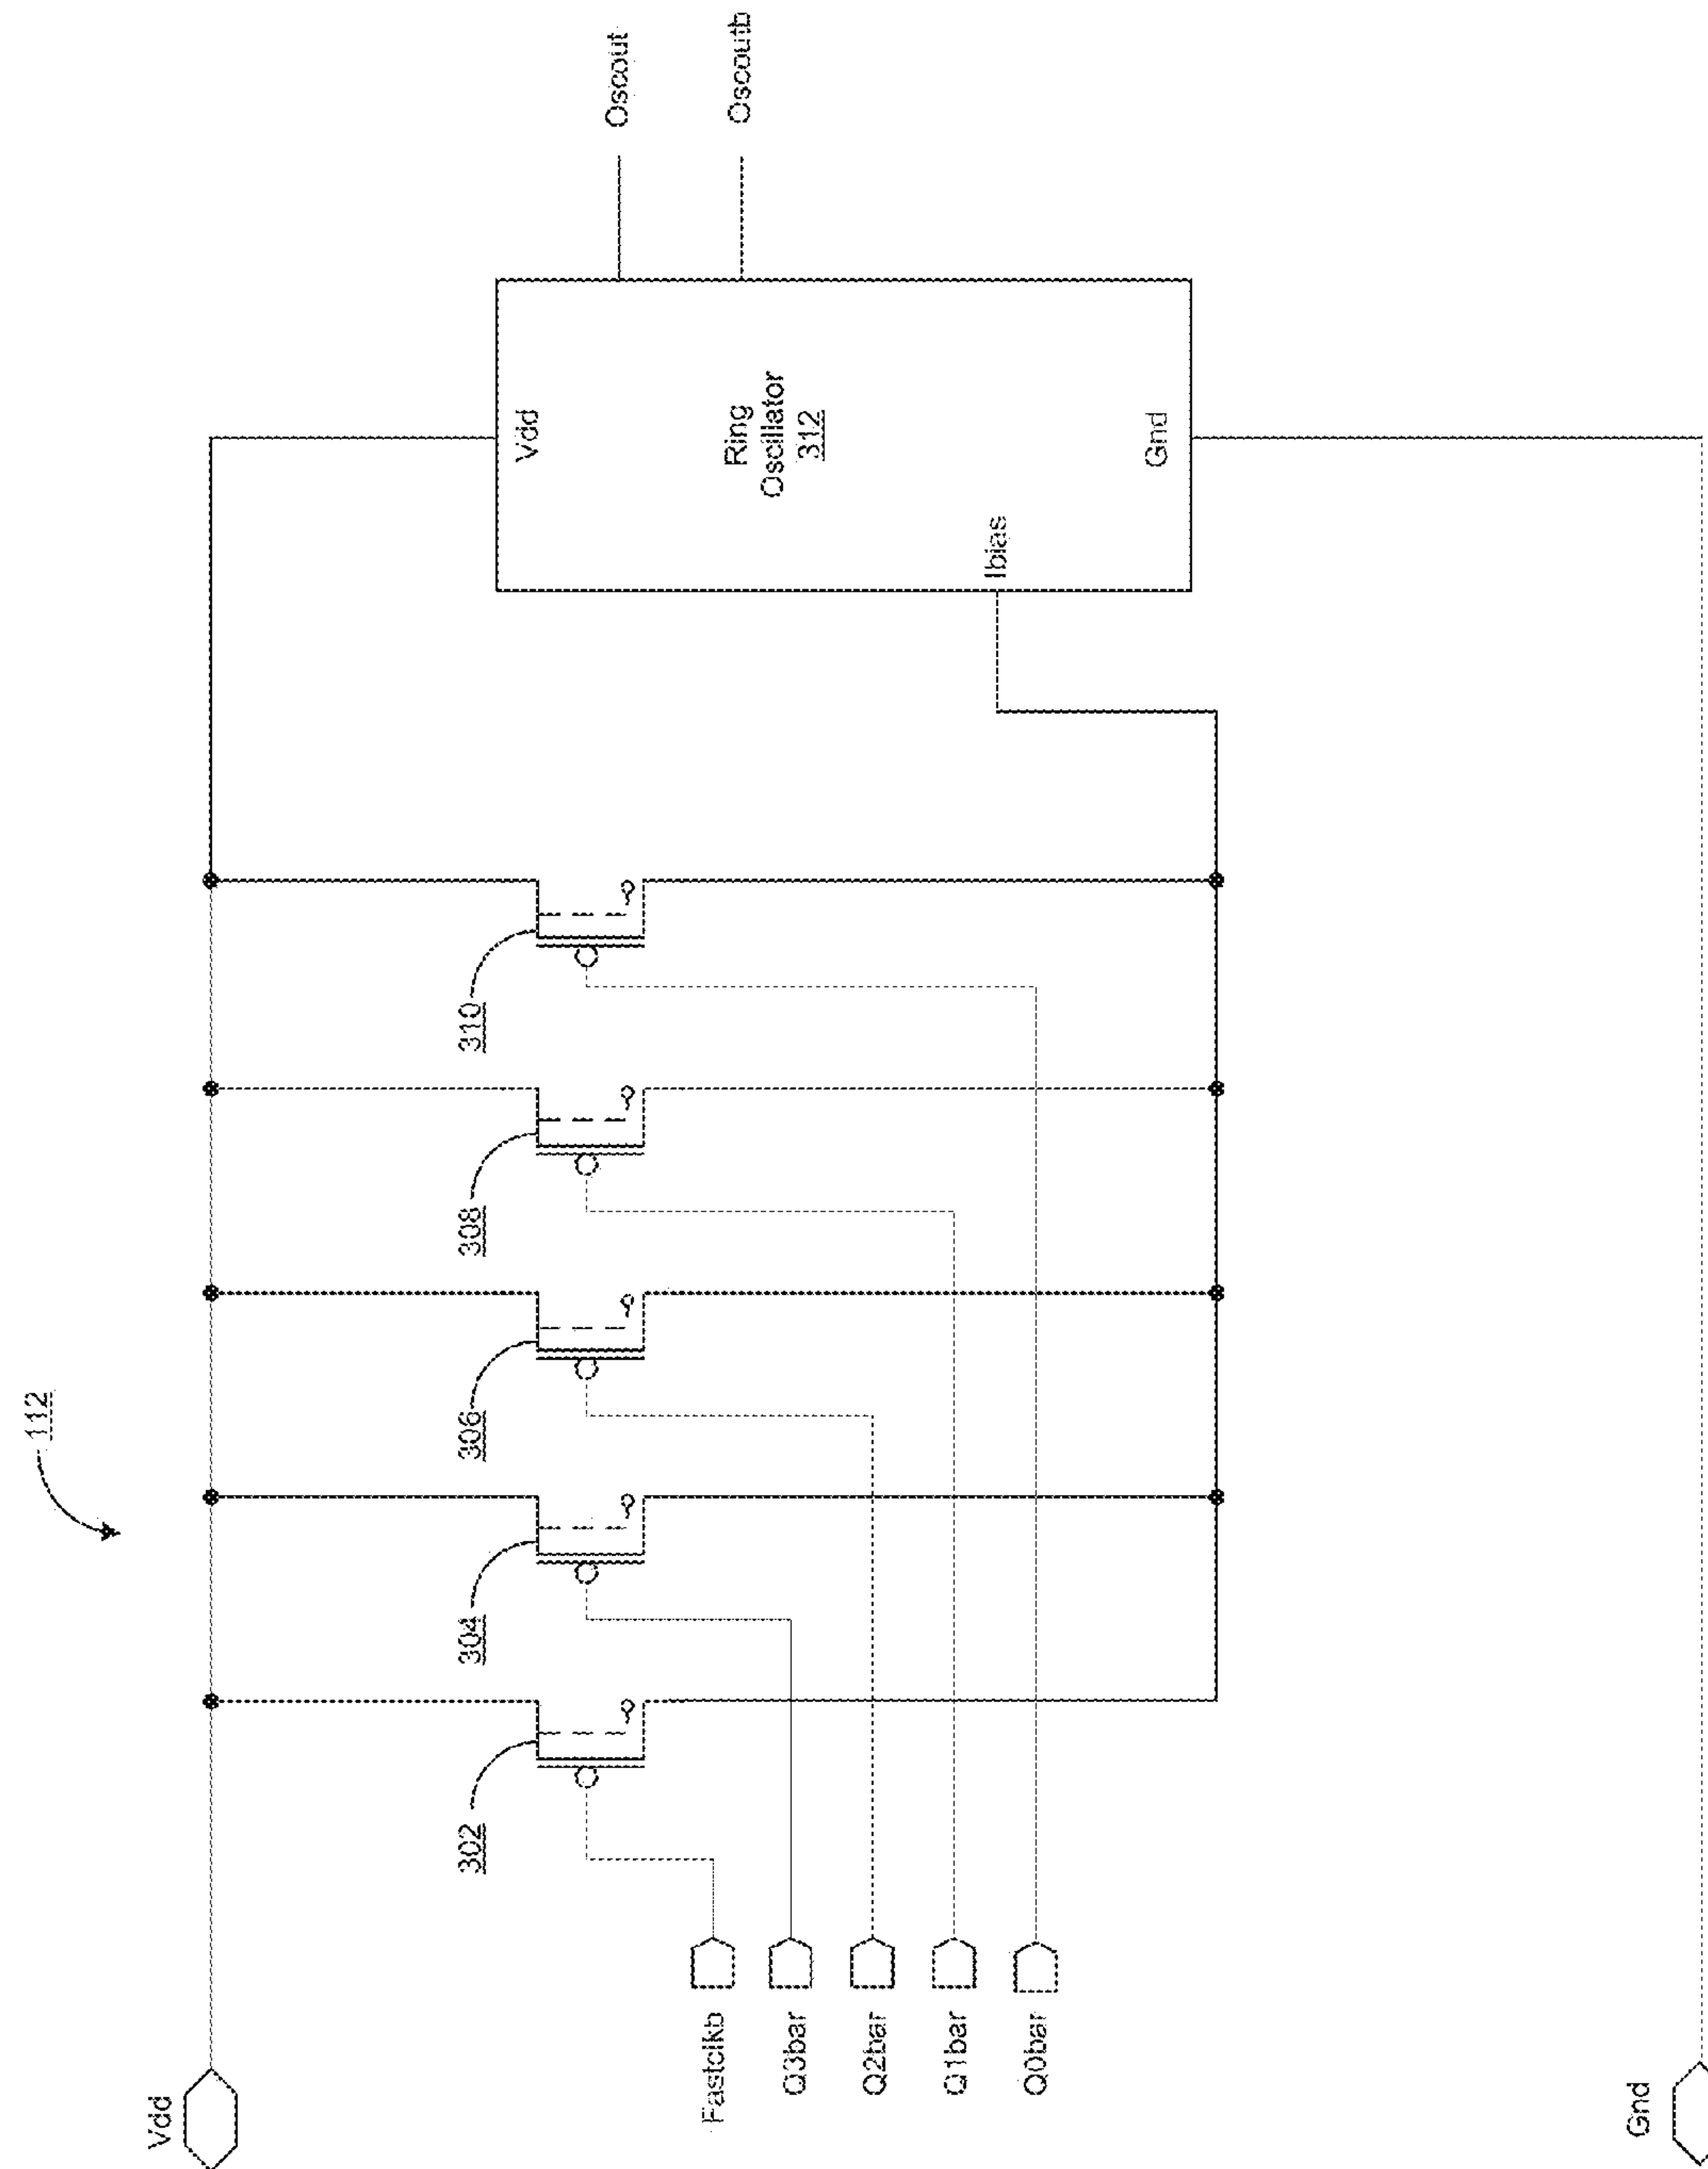 112
Vdd
302
304
306
308
310
Fastclkb
Q3bar
Q2bar
Q1bar
Q0bar
Vdd
Ring
Oscillator
312
Ibias
Gnd
Oscout
Oscoutb
Gnd